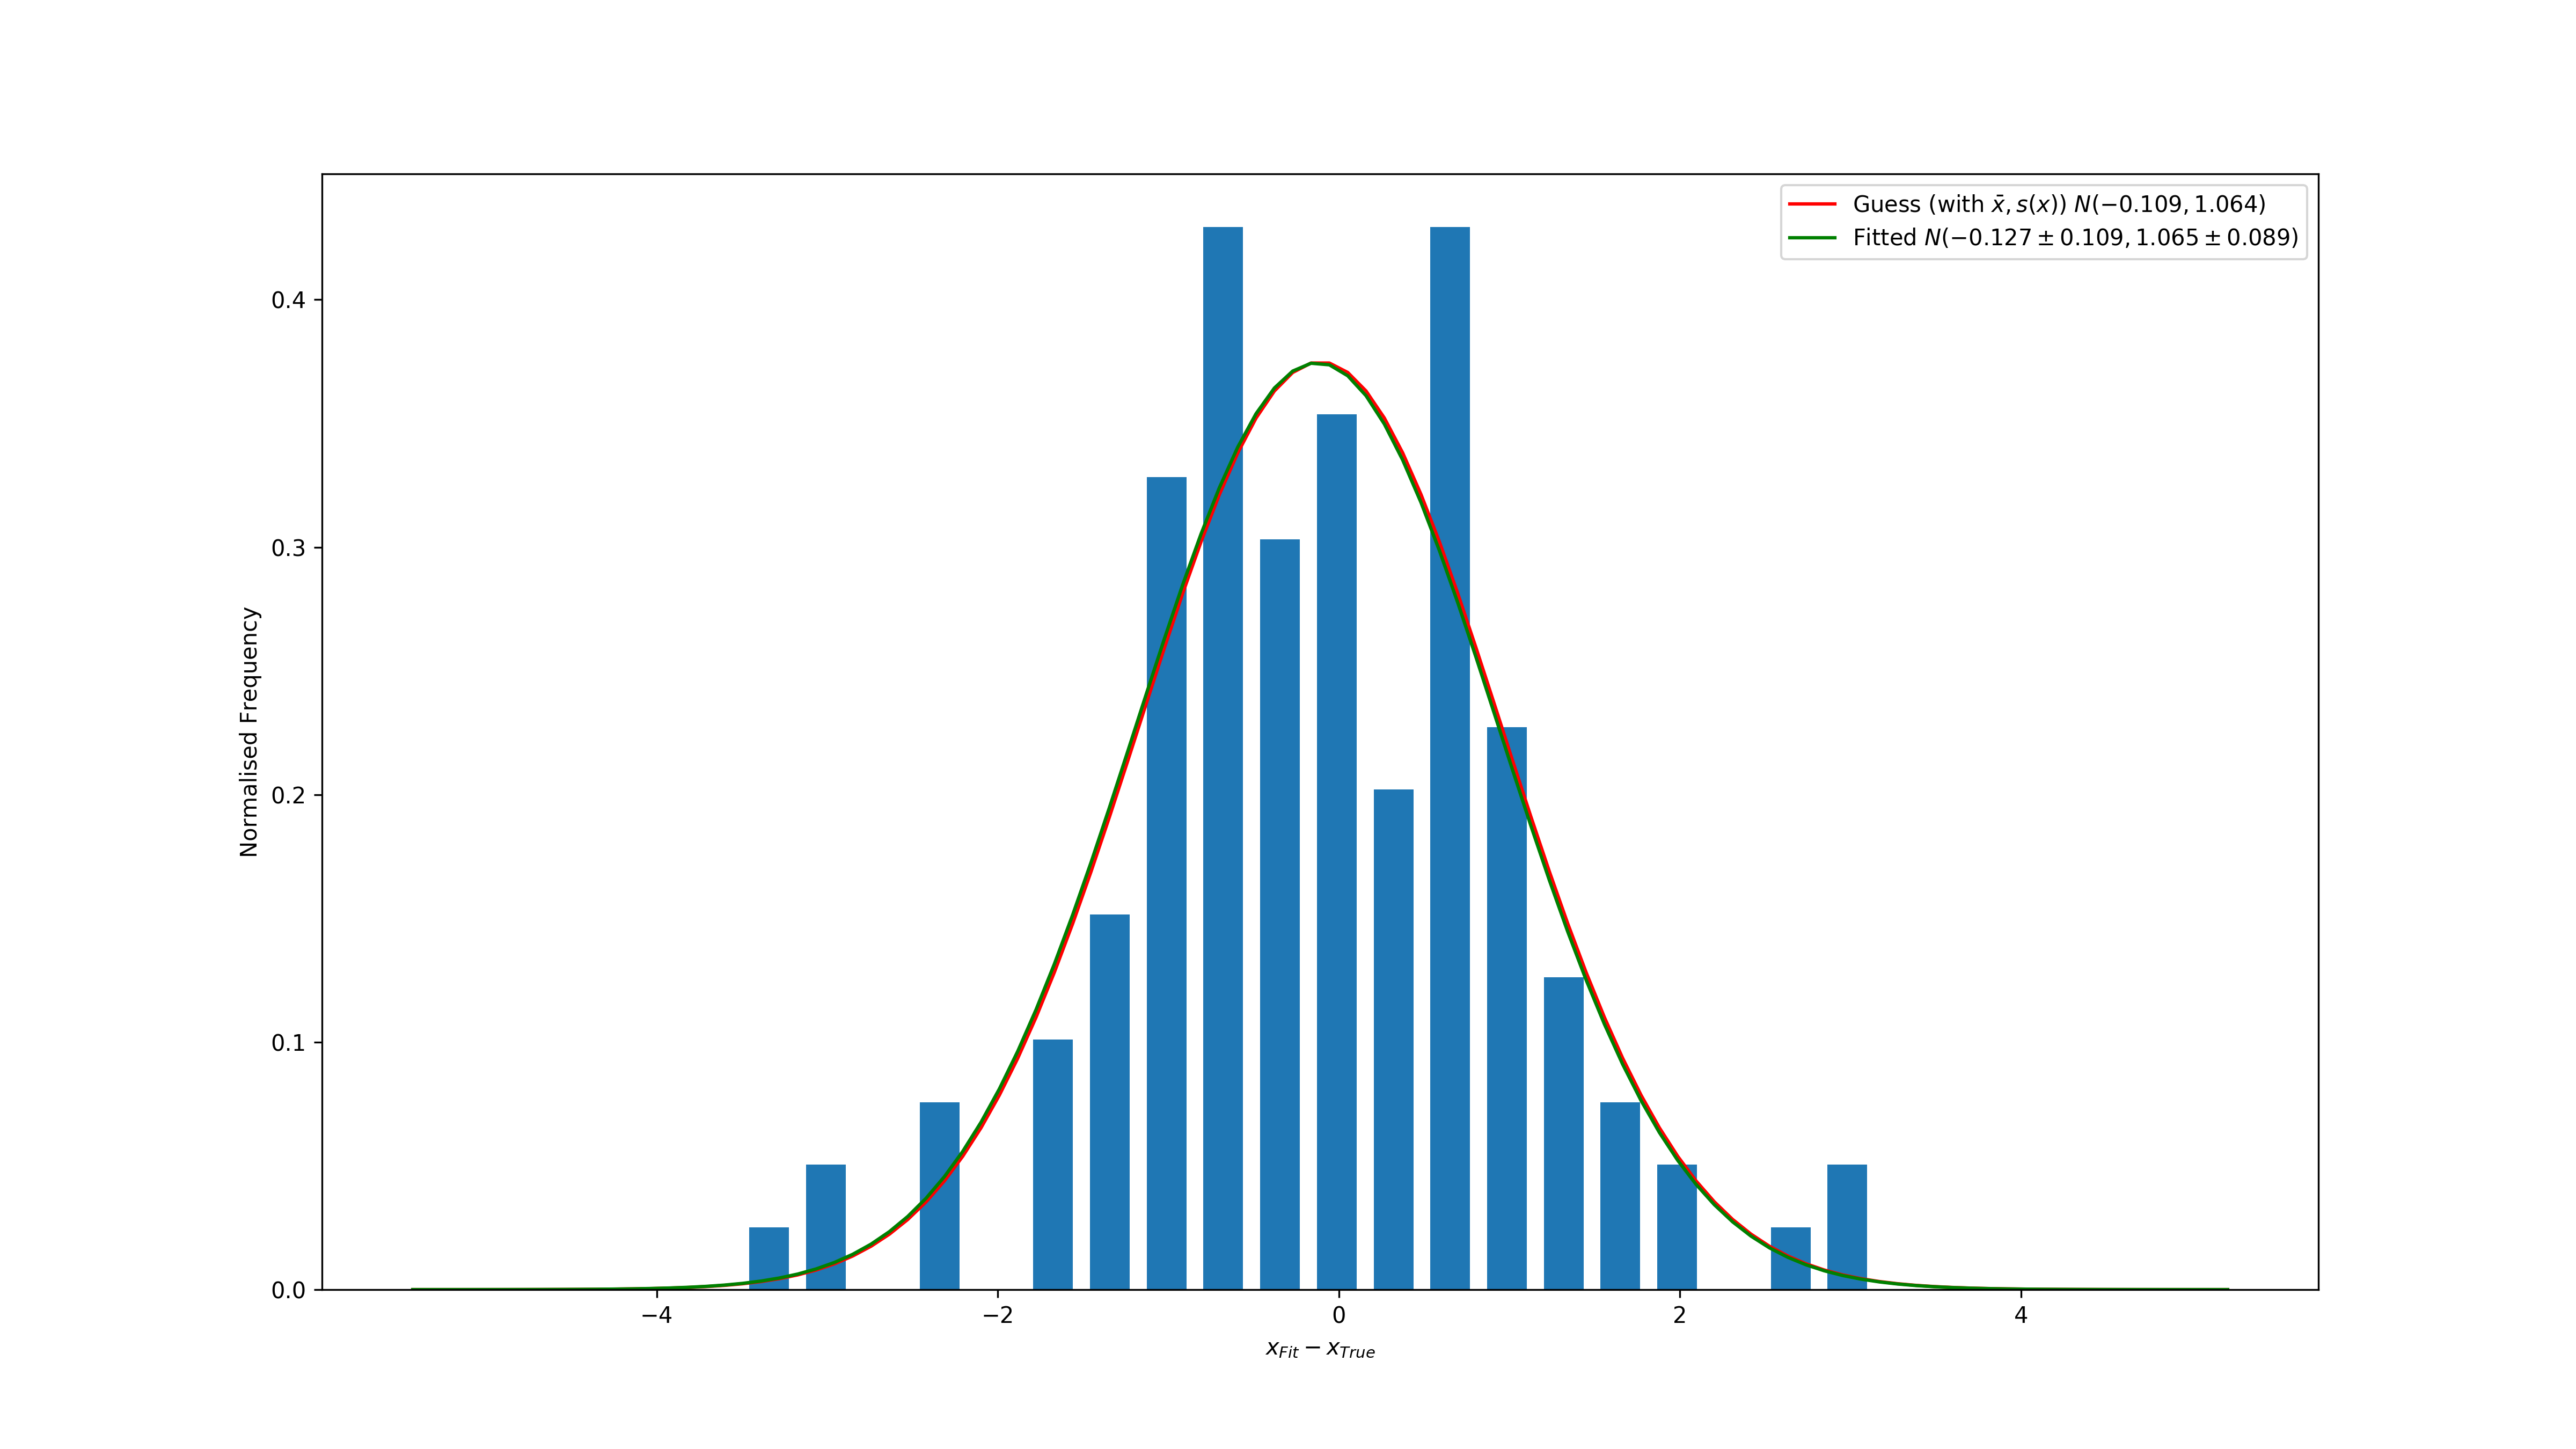 Guess (with x̄, s(x)) N(−0.109, 1.064)
Fitted N(−0.127 ± 0.109, 1.065 ± 0.089)
Normalised Frequency
0.4
0.3
0.2
0.1
0.0
−4 −2 0 2 4
x_Fit − x_True